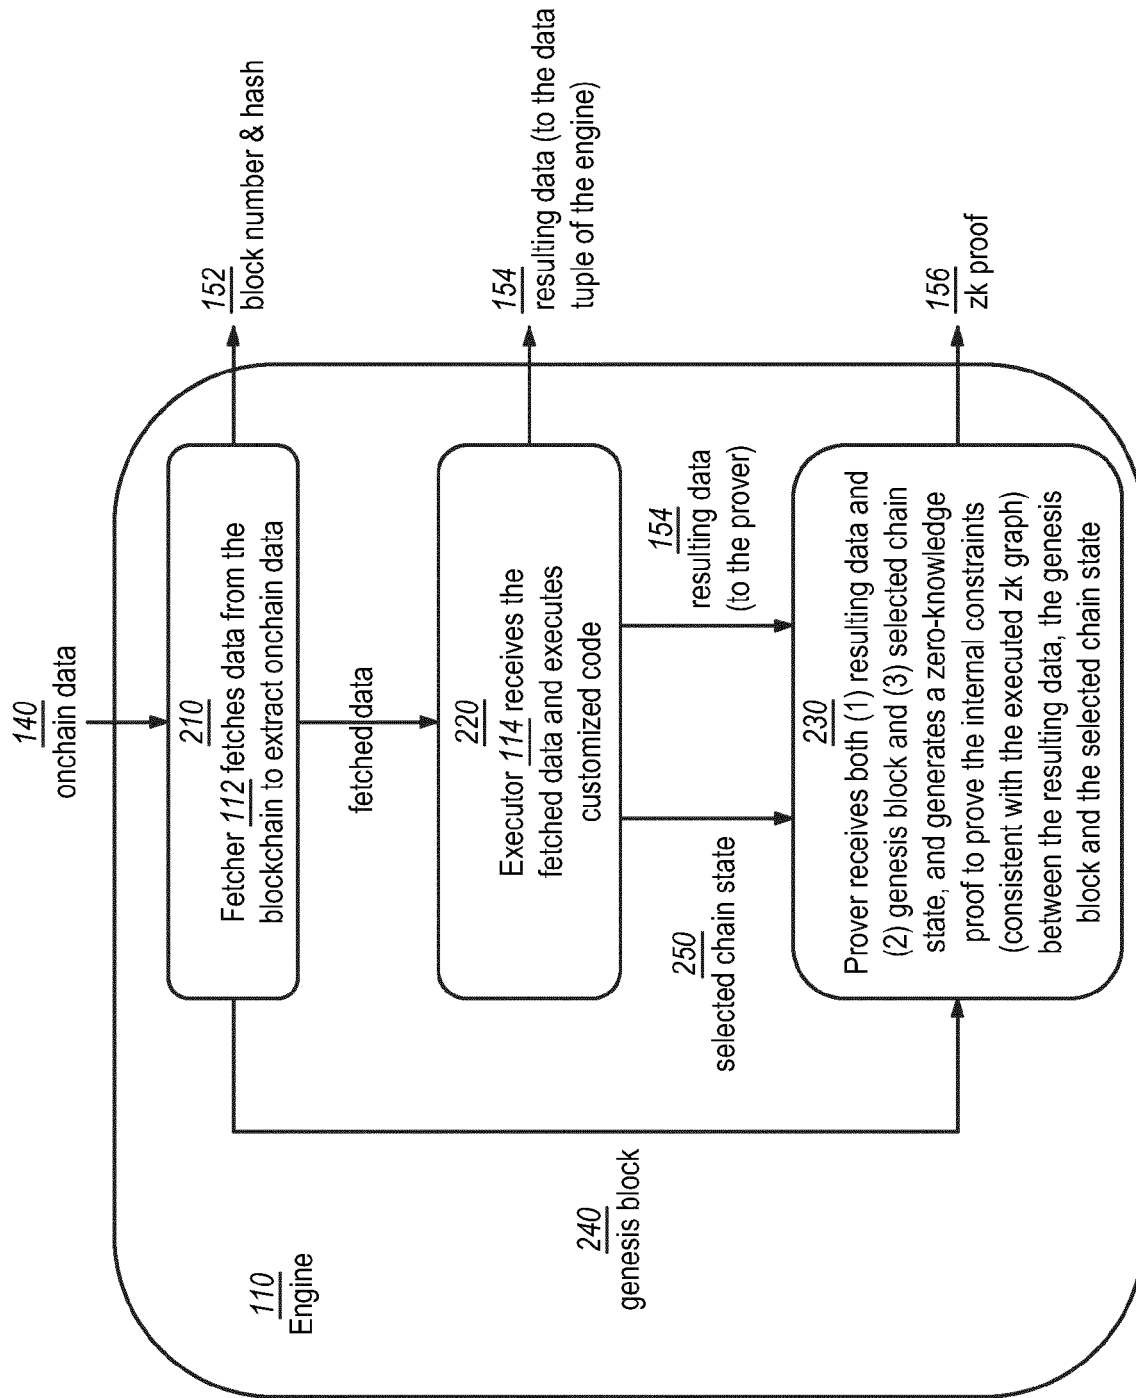 140
onchain data
210
Fetcher 112 fetches data from the
blockchain to extract onchain data
152
block number & hash
fetched data
220
Executor 114 receives the
fetched data and executes
customized code
154
resulting data (to the data
tuple of the engine)
250
selected chain state
154
resulting data
(to the prover)
230
Prover receives both (1) resulting data and
(2) genesis block and (3) selected chain
state, and generates a zero-knowledge
proof to prove the internal constraints
(consistent with the executed zk graph)
between the resulting data, the genesis
block and the selected chain state
156
zk proof
110
Engine
240
genesis block